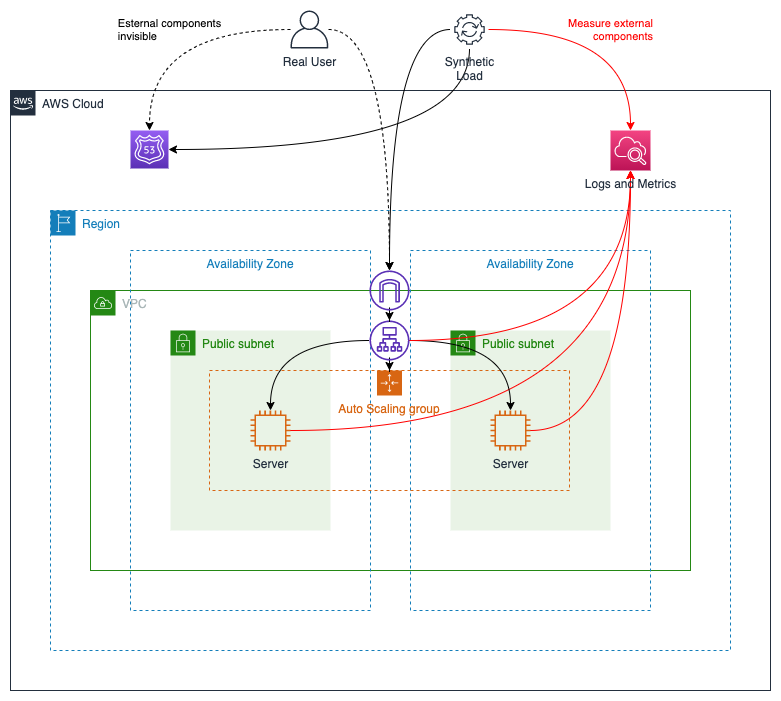 Esternal components
invisible
Measure external
components
Real User
Synthetic
Load
aws
AWS Cloud
53
Logs and Metrics
Region
Availability Zone
Availability Zone
VPC
Public subnet
Public subnet
Auto Scaling group
Server
Server